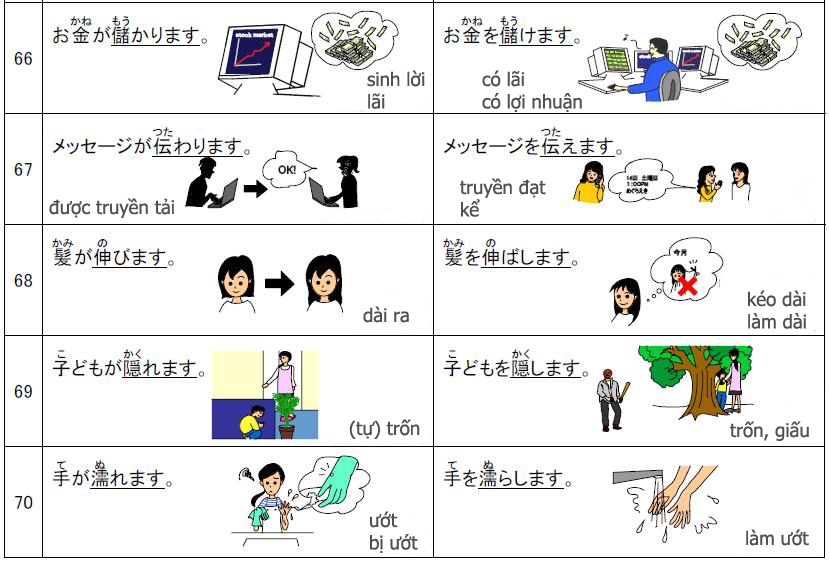 66
お金が儲かります。
かね
もう
stock market
sinh lời
lãi
お金を儲けます。
かね
もう
stock market
có lãi
có lợi nhuận
67
メッセージが伝わります。
つた
OK!
được truyền tải
メッセージを伝えます。
つた
14日 土曜日
1:00PM
めぐろえき
truyền đạt
kể
68
髪が伸びます。
かみ
の
dài ra
髪を伸ばします。
かみ
の
今月
kéo dài
làm dài
69
子どもが隠れます。
こ
かく
(tự) trốn
子どもを隠します。
こ
かく
trốn, giấu
70
手が濡れます。
て
ぬ
ướt
bị ướt
手を濡らします。
て
ぬ
làm ướt